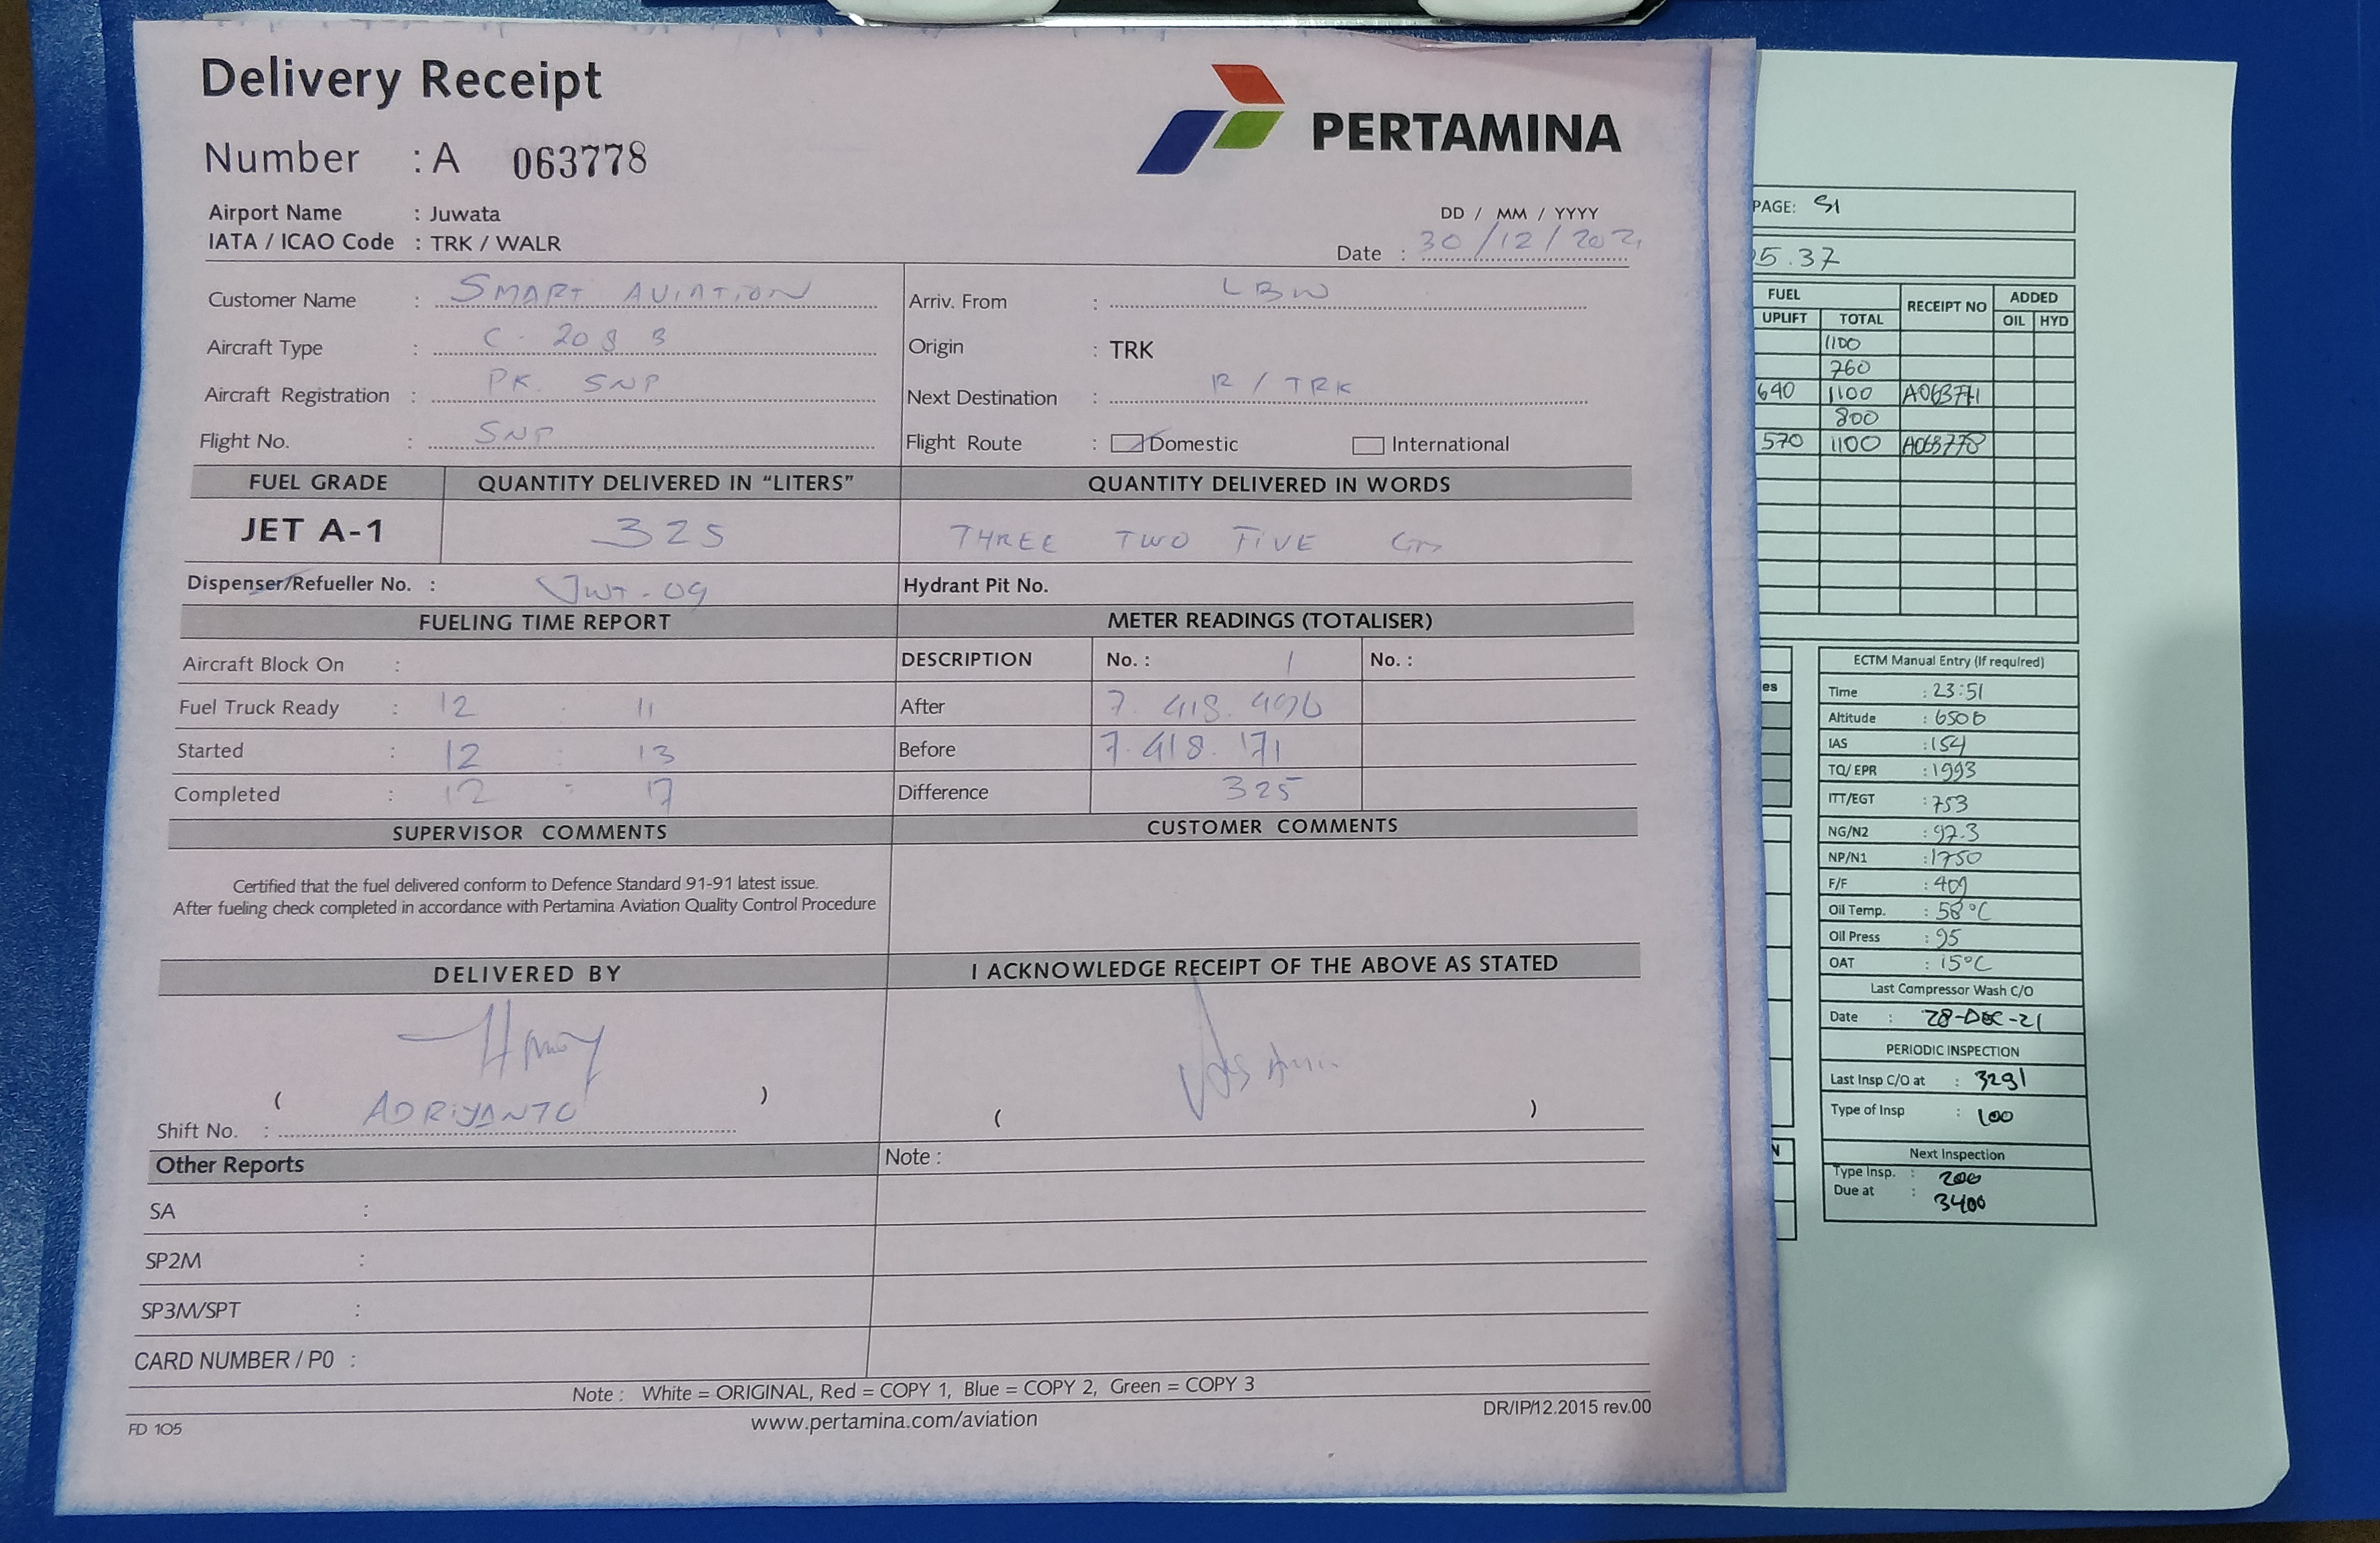 Delivery Receipt
PERTAMINA
Number : A 063778
Airport Name : Juwata
IATA / ICAO Code : TRK / WALR
DD / MM / YYYY
Date : 30/12/2021
Customer Name : SMART AVIATION
Arriv. From : LBW
Aircraft Type : C. 208 B
Origin : TRK
Aircraft Registration : PK. SNP
Next Destination : R / TRK
Flight No. : SNP
Flight Route : Domestic International
FUEL GRADE QUANTITY DELIVERED IN "LITERS" QUANTITY DELIVERED IN WORDS
JET A-1 325 THREE TWO FIVE
Dispenser/Refueller No. : JWT-09 Hydrant Pit No.
FUELING TIME REPORT METER READINGS (TOTALISER)
Aircraft Block On : DESCRIPTION No. : 1 No. :
Fuel Truck Ready : 12 : 11 After 7.418.496
Started : 12 : 13 Before 7.418.171
Completed : 12 : 17 Difference 325
SUPERVISOR COMMENTS CUSTOMER COMMENTS
Certified that the fuel delivered conform to Defence Standard 91-91 latest issue.
After fueling check completed in accordance with Pertamina Aviation Quality Control Procedure
DELIVERED BY I ACKNOWLEDGE RECEIPT OF THE ABOVE AS STATED
( ADRIYANTO ) ( )
Shift No. :
Other Reports Note :
SA :
SP2M :
SP3M/SPT :
CARD NUMBER / P0 :
Note : White = ORIGINAL, Red = COPY 1, Blue = COPY 2, Green = COPY 3
FD 105 www.pertamina.com/aviation DR/IP/12.2015 rev.00
PAGE: 51
5.37
FUEL RECEIPT NO ADDED
UPLIFT TOTAL OIL HYD
1100
760
640 1100 A063771
800
570 1100 A063778
ECTM Manual Entry (If required)
Time : 23:51
Altitude : 6500
IAS : 154
TQ/ EPR : 1993
ITT/EGT : 753
NG/N2 : 97.3
NP/N1 : 1750
F/F : 409
Oil Temp. : 58°C
Oil Press : 95
OAT : 15°C
Last Compressor Wash C/O
Date : 28-DEC-21
PERIODIC INSPECTION
Last Insp C/O at : 3291
Type of Insp : 100
Next Inspection
Type Insp. : 200
Due at : 3400